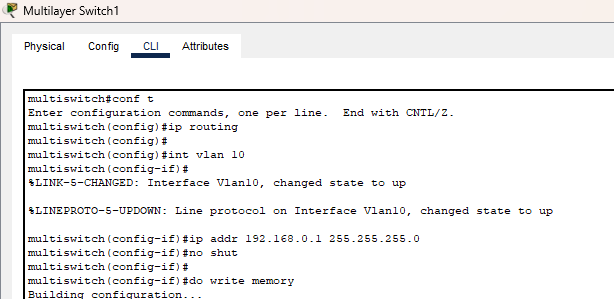 Multilayer Switch1
Physical Config CLI Attributes
multiswitch#conf t
Enter configuration commands, one per line.  End with CNTL/Z.
multiswitch(config)#ip routing
multiswitch(config)#
multiswitch(config)#int vlan 10
multiswitch(config-if)#
%LINK-5-CHANGED: Interface Vlan10, changed state to up
%LINEPROTO-5-UPDOWN: Line protocol on Interface Vlan10, changed state to up
multiswitch(config-if)#ip addr 192.168.0.1 255.255.255.0
multiswitch(config-if)#no shut
multiswitch(config-if)#
multiswitch(config-if)#do write memory
Building configuration...